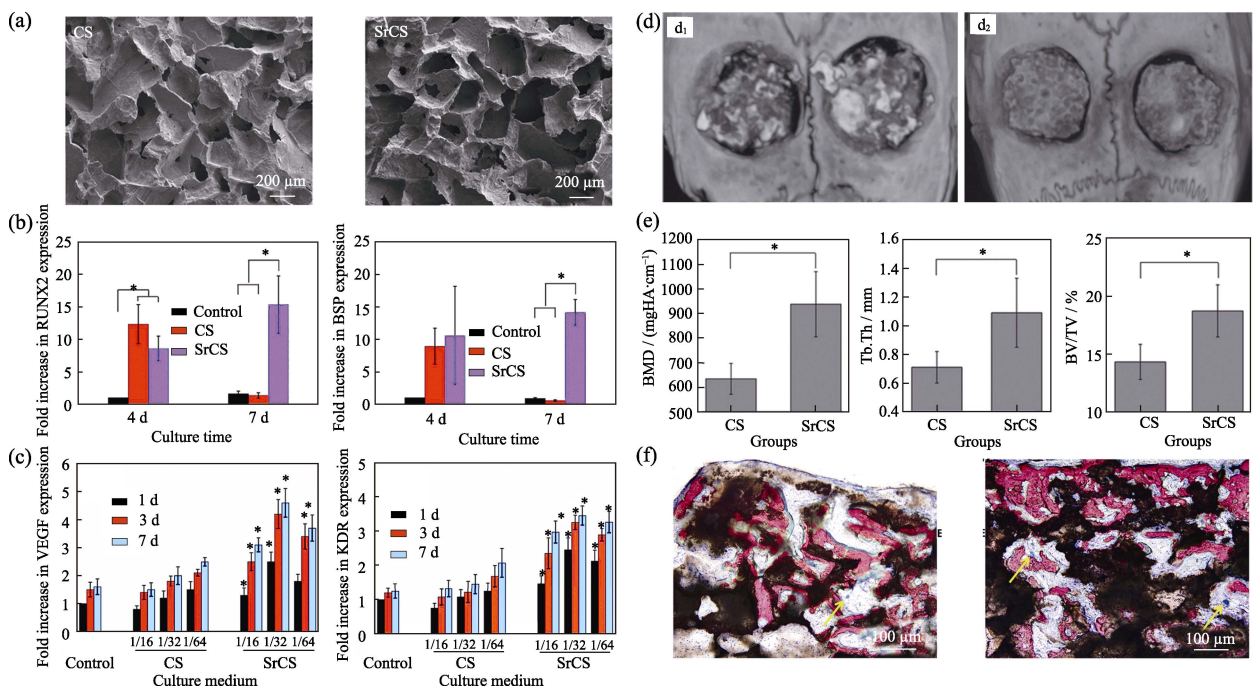 (a)
CS
200 μm
SrCS
200 μm
(b)
Fold increase in RUNX2 expression
25
20
15
10
5
0
*
*
Control
CS
SrCS
4 d
7 d
Culture time
Fold increase in BSP expression
25
20
15
10
5
0
*
Control
CS
SrCS
4 d
7 d
Culture time
(c)
Fold increase in VEGF expression
6
5
4
3
2
1
0
1 d
3 d
7 d
* * * * * * * *
1/16 1/32 1/64
1/16 1/32 1/64
Control
CS
SrCS
Culture medium
Fold increase in KDR expression
5
4
3
2
1
0
1 d
3 d
7 d
* * * * * * * * *
1/16 1/32 1/64
1/16 1/32 1/64
Control
CS
SrCS
Culture medium
(d)
d₁
d₂
(e)
BMD / (mgHA·cm⁻¹)
1200
1100
1000
900
800
700
600
500
*
CS
SrCS
Groups
Tb.Th / mm
1.6
1.4
1.2
1.0
0.8
0.6
0.4
*
CS
SrCS
Groups
BV/TV / %
25
20
15
10
*
CS
SrCS
Groups
(f)
100 μm
E
100 μm